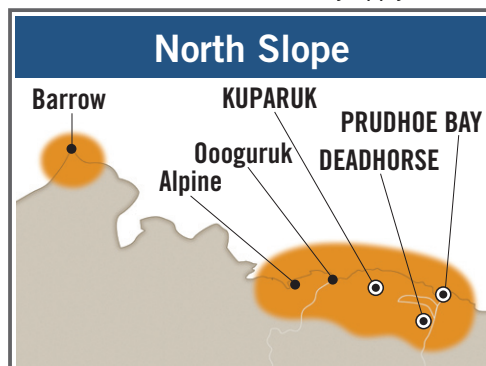 North Slope
Barrow
KUPARUK
PRUDHOE BAY
Oooguruk
DEADHORSE
Alpine